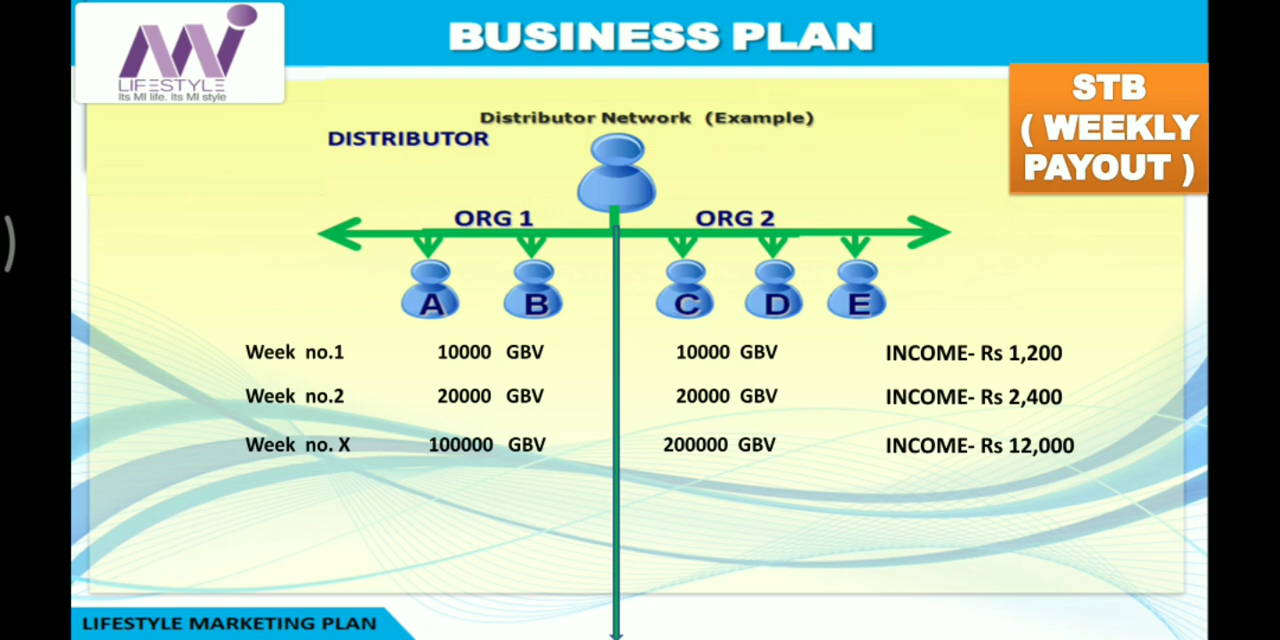 Mi
LIFESTYLE
Its MI life. Its MI style
BUSINESS PLAN
STB
( WEEKLY
PAYOUT )
Distributor Network (Example)
DISTRIBUTOR
ORG 1 ORG 2
A B C D E
Week no.1 10000 GBV 10000 GBV INCOME- Rs 1,200
Week no.2 20000 GBV 20000 GBV INCOME- Rs 2,400
Week no. X 100000 GBV 200000 GBV INCOME- Rs 12,000
LIFESTYLE MARKETING PLAN